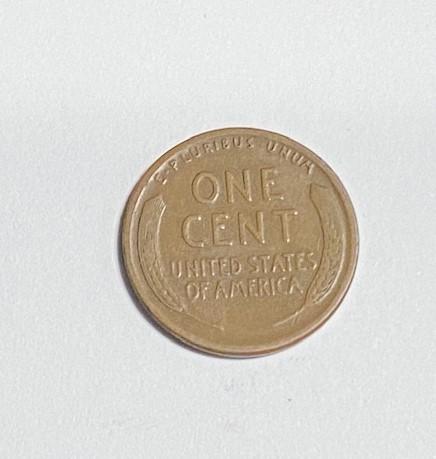 E·PLURIBUS·UNUM
ONE
CENT
UNITED STATES
OF AMERICA